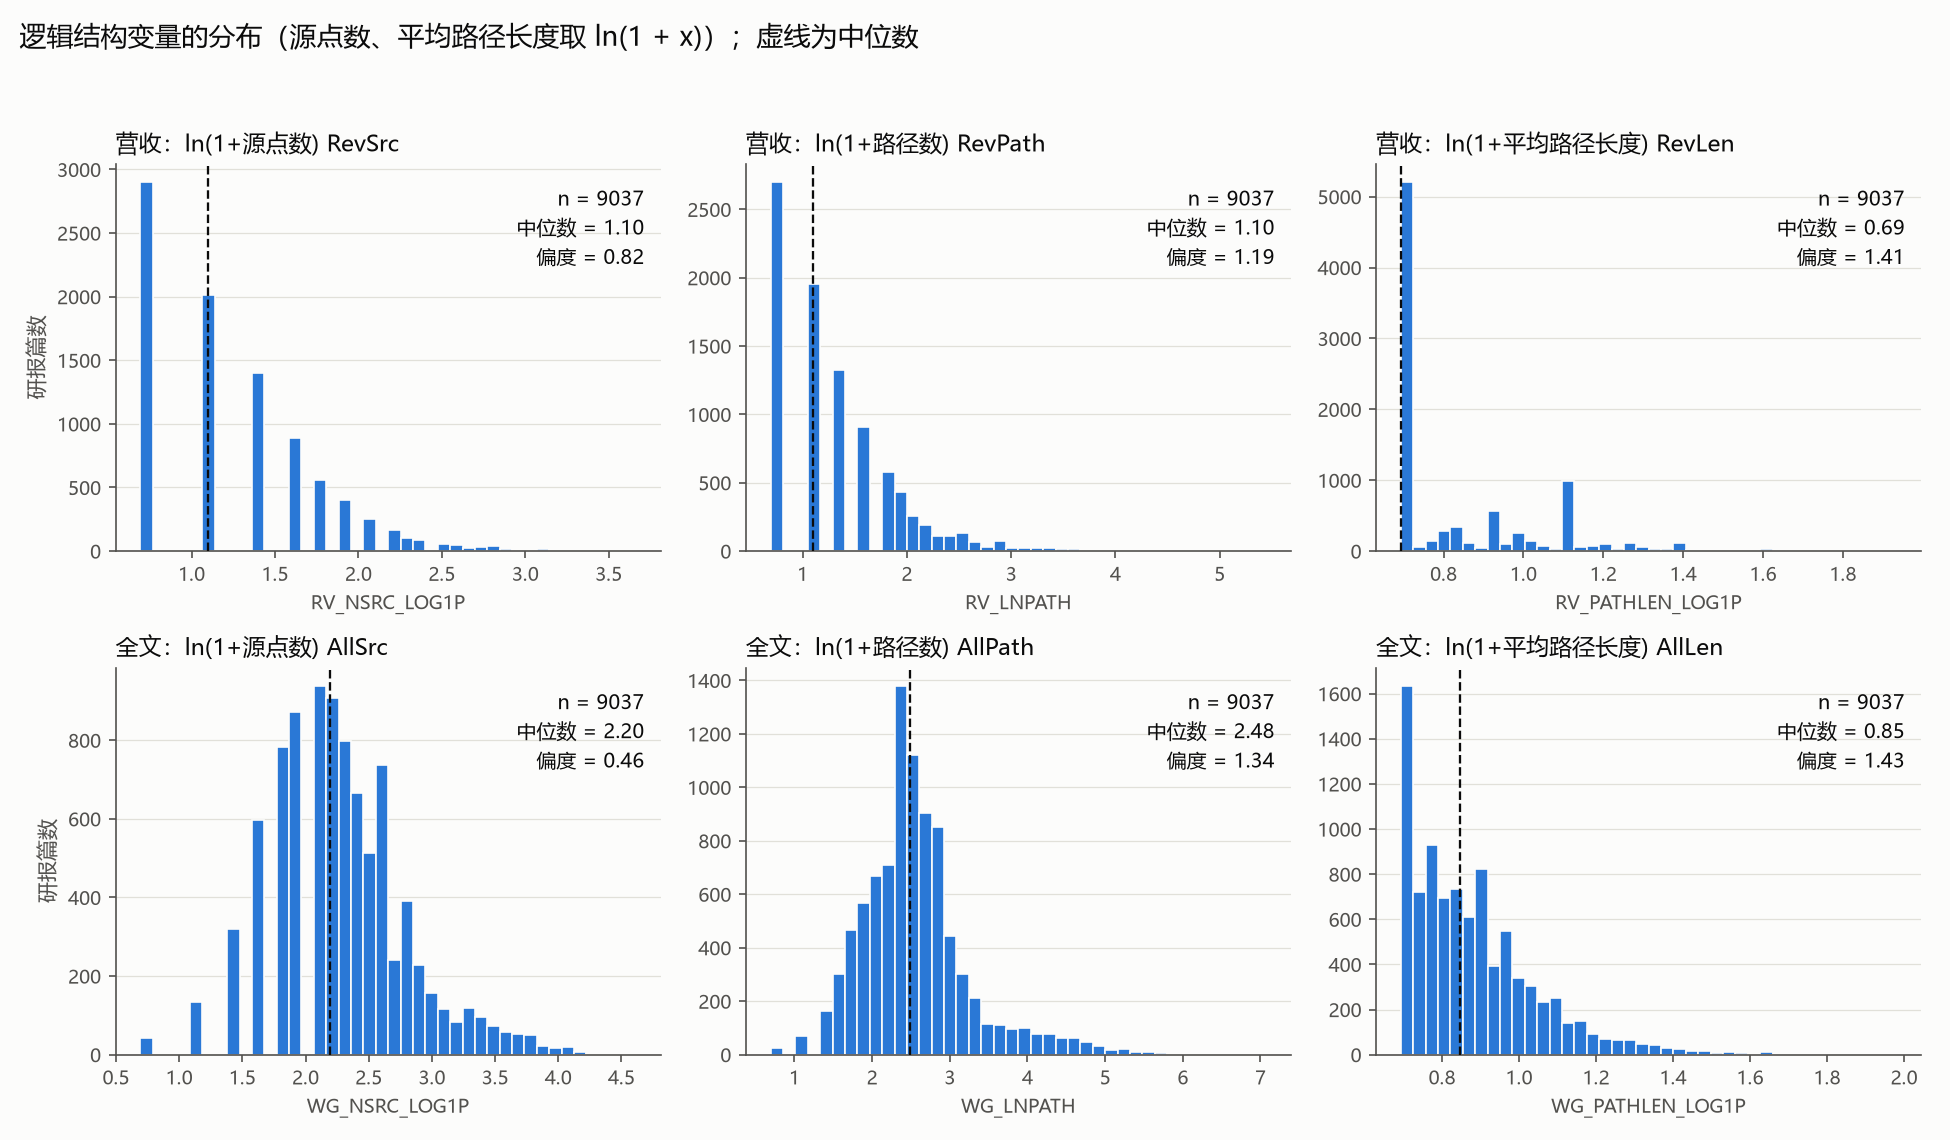 逻辑结构变量的分布（源点数、平均路径长度取 ln(1 + x)）；虚线为中位数
营收：ln(1+源点数) RevSrc
n = 9037
中位数 = 1.10
偏度 = 0.82
3000
2500
2000
1500
1000
500
0
研报篇数
1.0 1.5 2.0 2.5 3.0 3.5
RV_NSRC_LOG1P
营收：ln(1+路径数) RevPath
n = 9037
中位数 = 1.10
偏度 = 1.19
2500
2000
1500
1000
500
0
1 2 3 4 5
RV_LNPATH
营收：ln(1+平均路径长度) RevLen
n = 9037
中位数 = 0.69
偏度 = 1.41
5000
4000
3000
2000
1000
0
0.8 1.0 1.2 1.4 1.6 1.8
RV_PATHLEN_LOG1P
全文：ln(1+源点数) AllSrc
n = 9037
中位数 = 2.20
偏度 = 0.46
800
600
400
200
0
研报篇数
0.5 1.0 1.5 2.0 2.5 3.0 3.5 4.0 4.5
WG_NSRC_LOG1P
全文：ln(1+路径数) AllPath
n = 9037
中位数 = 2.48
偏度 = 1.34
1400
1200
1000
800
600
400
200
0
1 2 3 4 5 6 7
WG_LNPATH
全文：ln(1+平均路径长度) AllLen
n = 9037
中位数 = 0.85
偏度 = 1.43
1600
1400
1200
1000
800
600
400
200
0
0.8 1.0 1.2 1.4 1.6 1.8 2.0
WG_PATHLEN_LOG1P